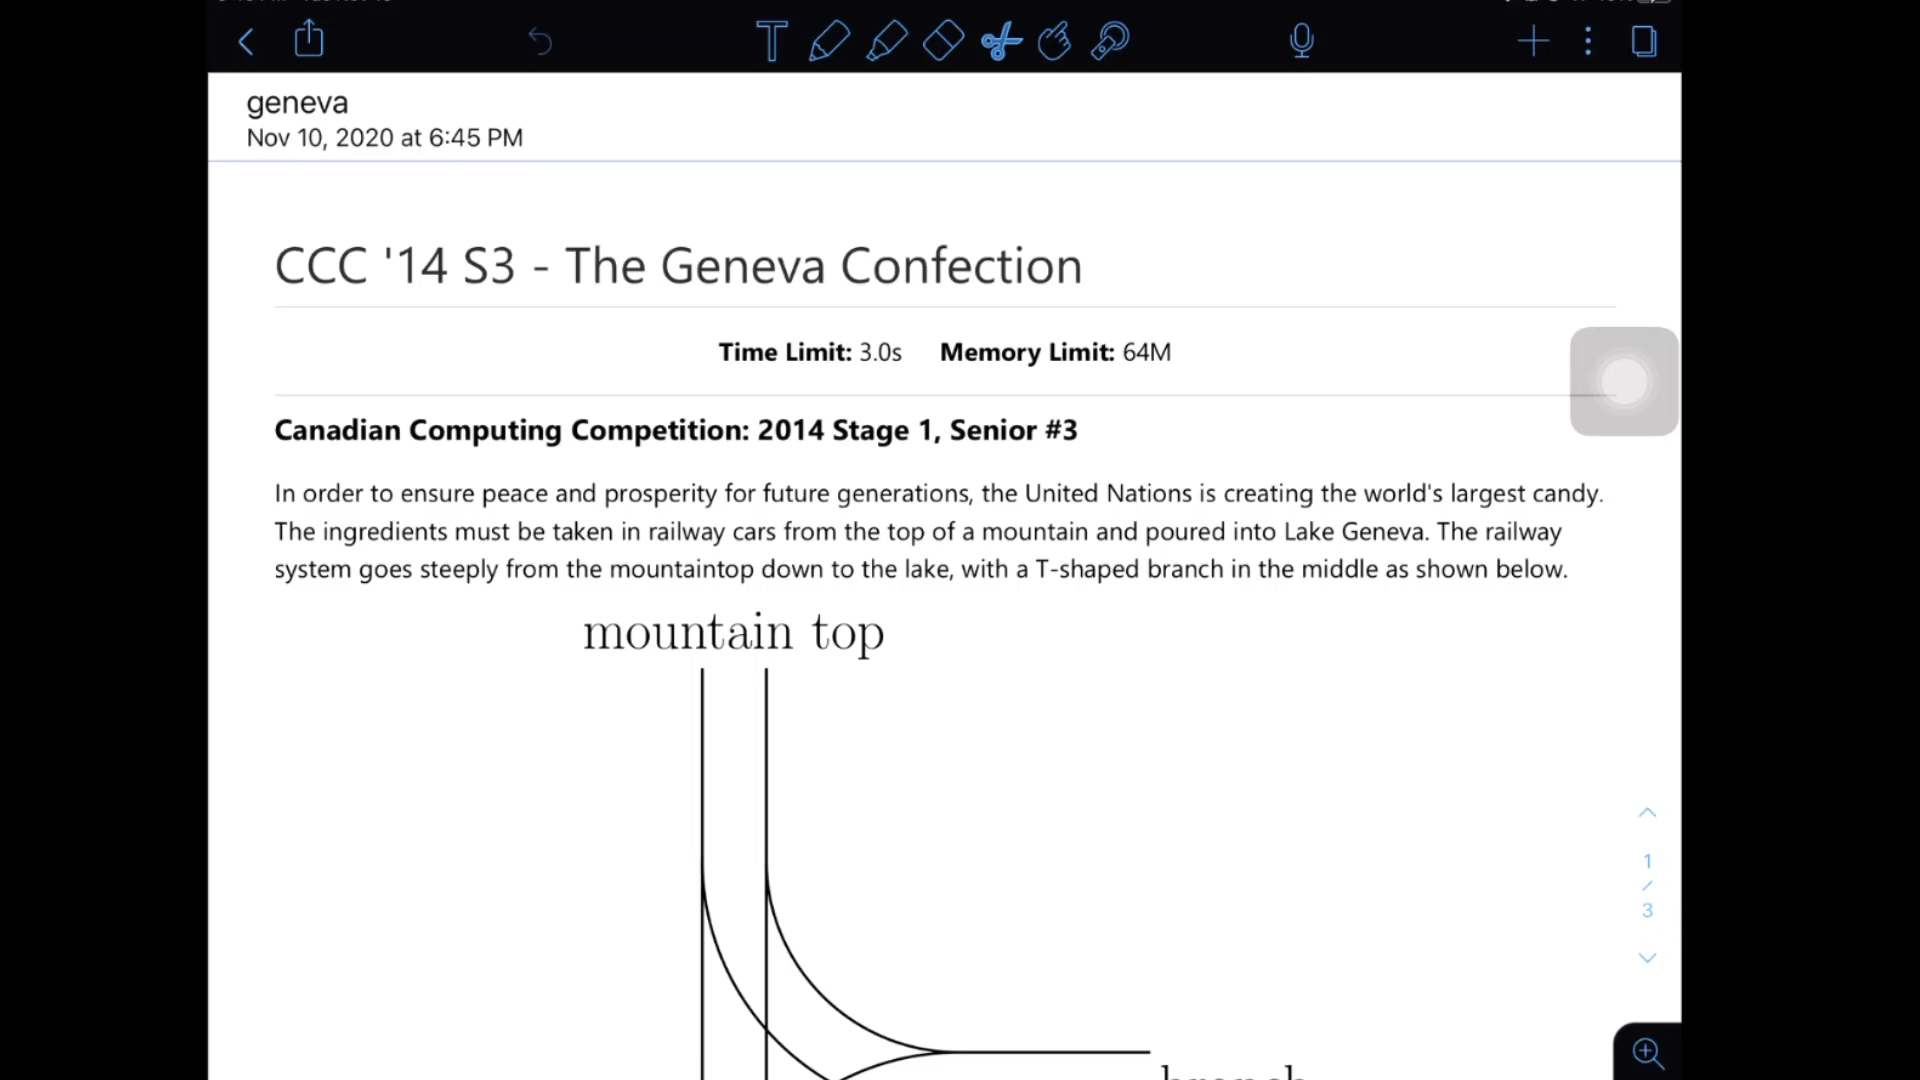 geneva
Nov 10, 2020 at 6:45 PM
CCC '14 S3 - The Geneva Confection
Time Limit: 3.0s Memory Limit: 64M
Canadian Computing Competition: 2014 Stage 1, Senior #3
In order to ensure peace and prosperity for future generations, the United Nations is creating the world's largest candy.
The ingredients must be taken in railway cars from the top of a mountain and poured into Lake Geneva. The railway
system goes steeply from the mountaintop down to the lake, with a T-shaped branch in the middle as shown below.
mountain top
1
/
3
branch